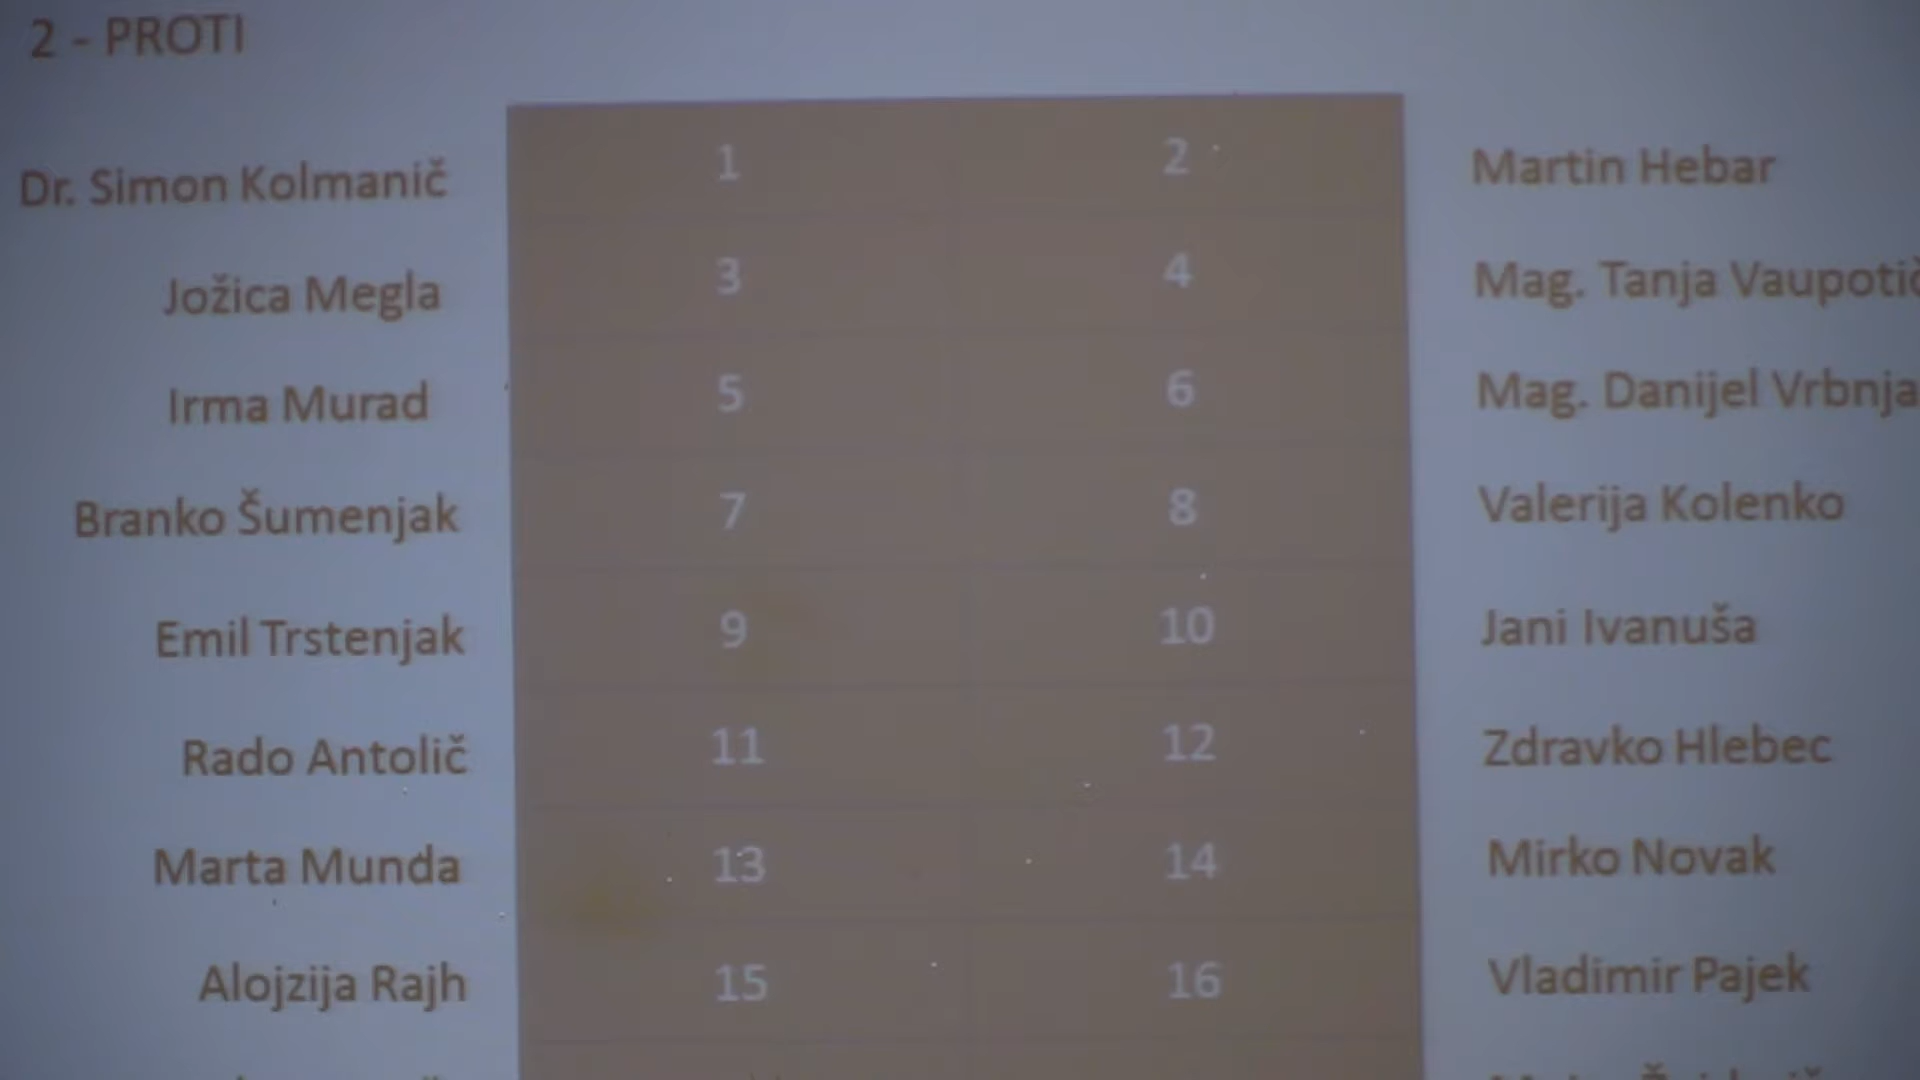 2 - PROTI
Dr. Simon Kolmanič 1 2 Martin Hebar
Jožica Megla 3 4 Mag. Tanja Vaupotič
Irma Murad 5 6 Mag. Danijel Vrbnja
Branko Šumenjak 7 8 Valerija Kolenko
Emil Trstenjak 9 10 Jani Ivanuša
Rado Antolič 11 12 Zdravko Hlebec
Marta Munda 13 14 Mirko Novak
Alojzija Rajh 15 16 Vladimir Pajek